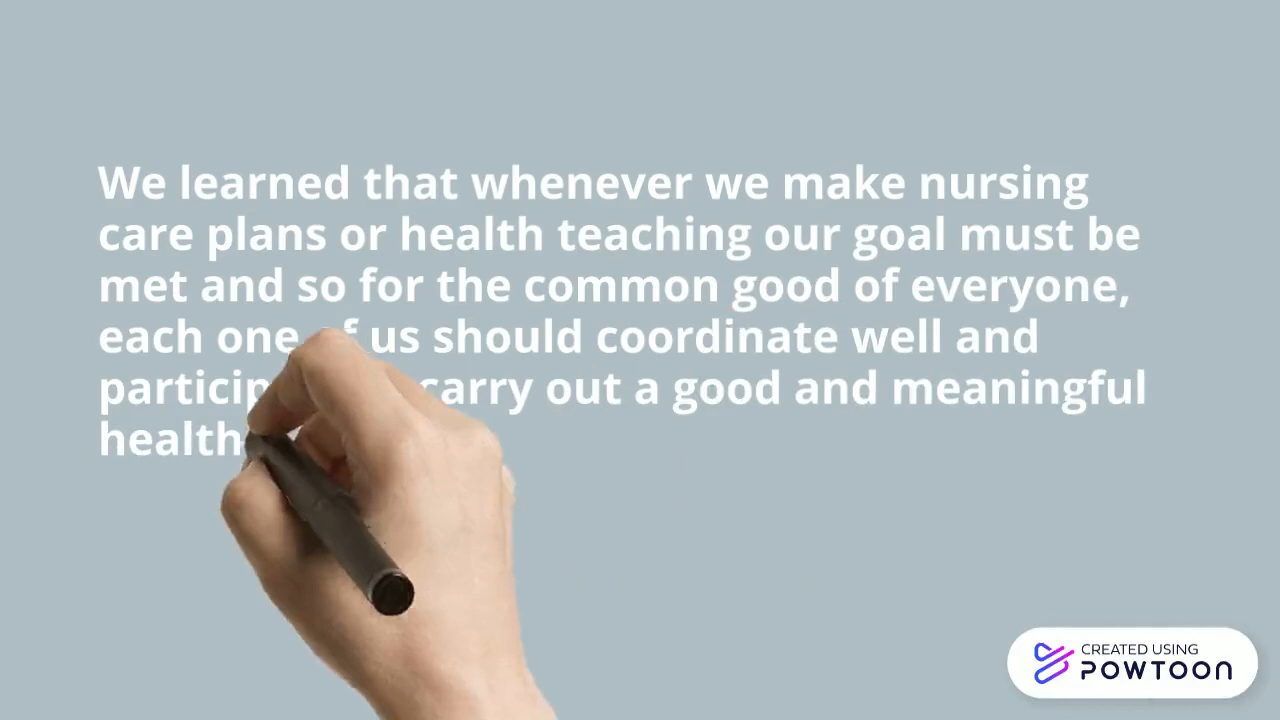 We learned that whenever we make nursing
care plans or health teaching our goal must be
met and so for the common good of everyone,
each one us should coordinate well and
carry out a good and meaningful
health
CREATED USING
POWTOON